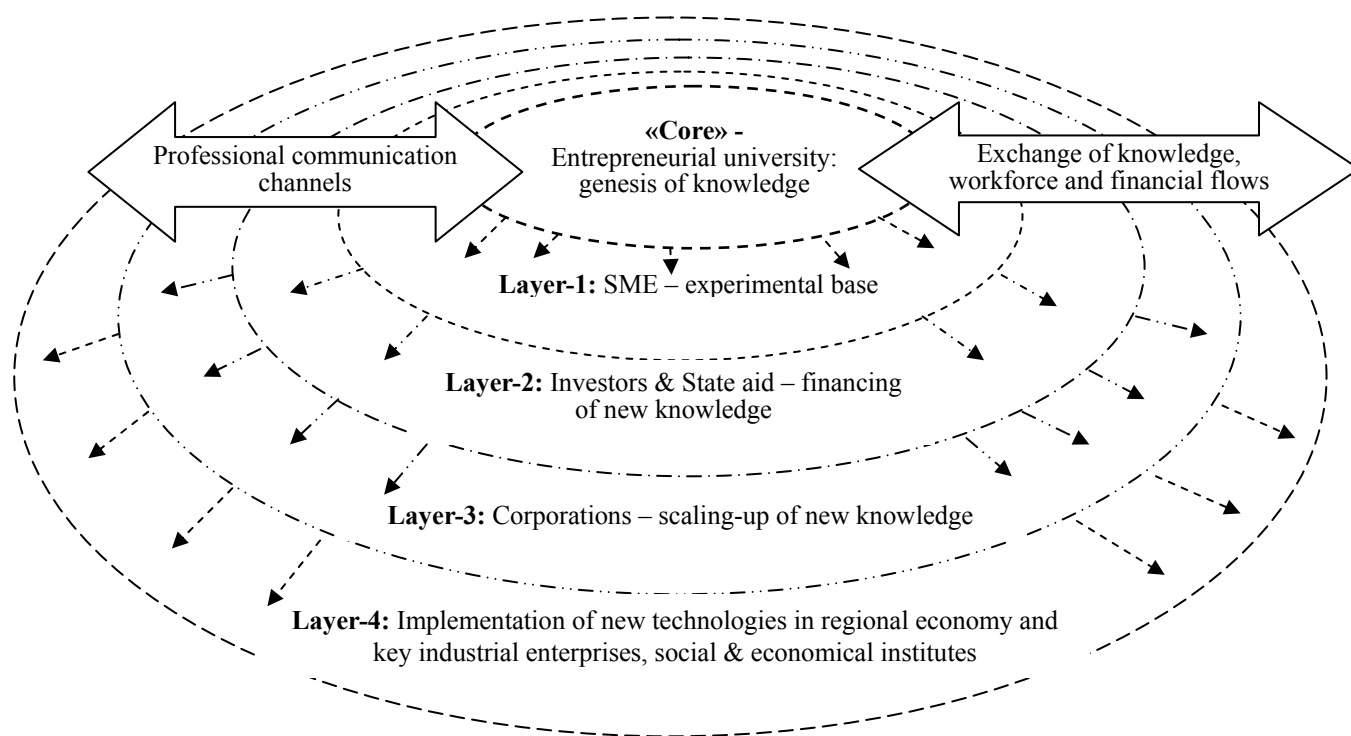 «Core» -
Entrepreneurial university:
genesis of knowledge
Professional communication
channels
Exchange of knowledge,
workforce and financial flows
Layer-1: SME – experimental base
Layer-2: Investors & State aid – financing
of new knowledge
Layer-3: Corporations – scaling-up of new knowledge
Layer-4: Implementation of new technologies in regional economy and
key industrial enterprises, social & economical institutes